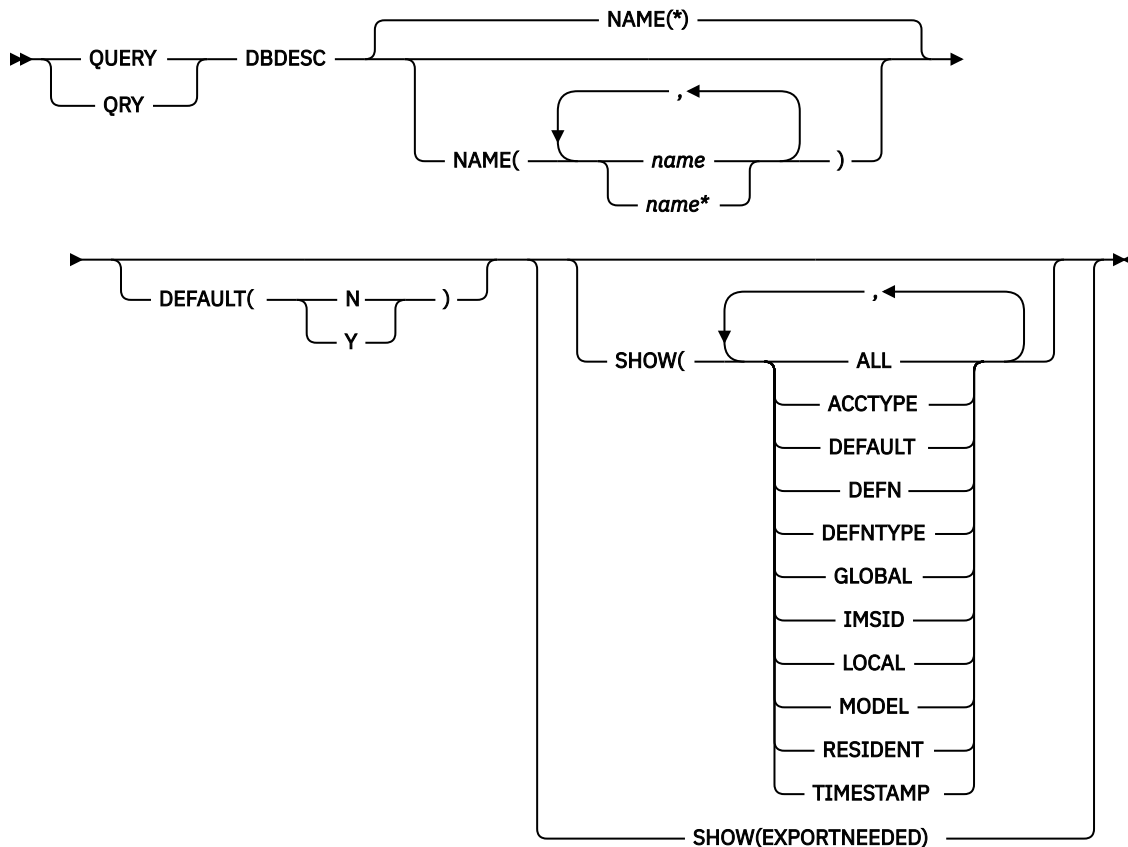 NAME(*)
QUERY DBDESC
QRY
,
NAME( name )
name*
DEFAULT( N )
Y
,
SHOW( ALL
ACCTYPE
DEFAULT
DEFN
DEFNTYPE
GLOBAL
IMSID
LOCAL
MODEL
RESIDENT
TIMESTAMP
SHOW(EXPORTNEEDED)